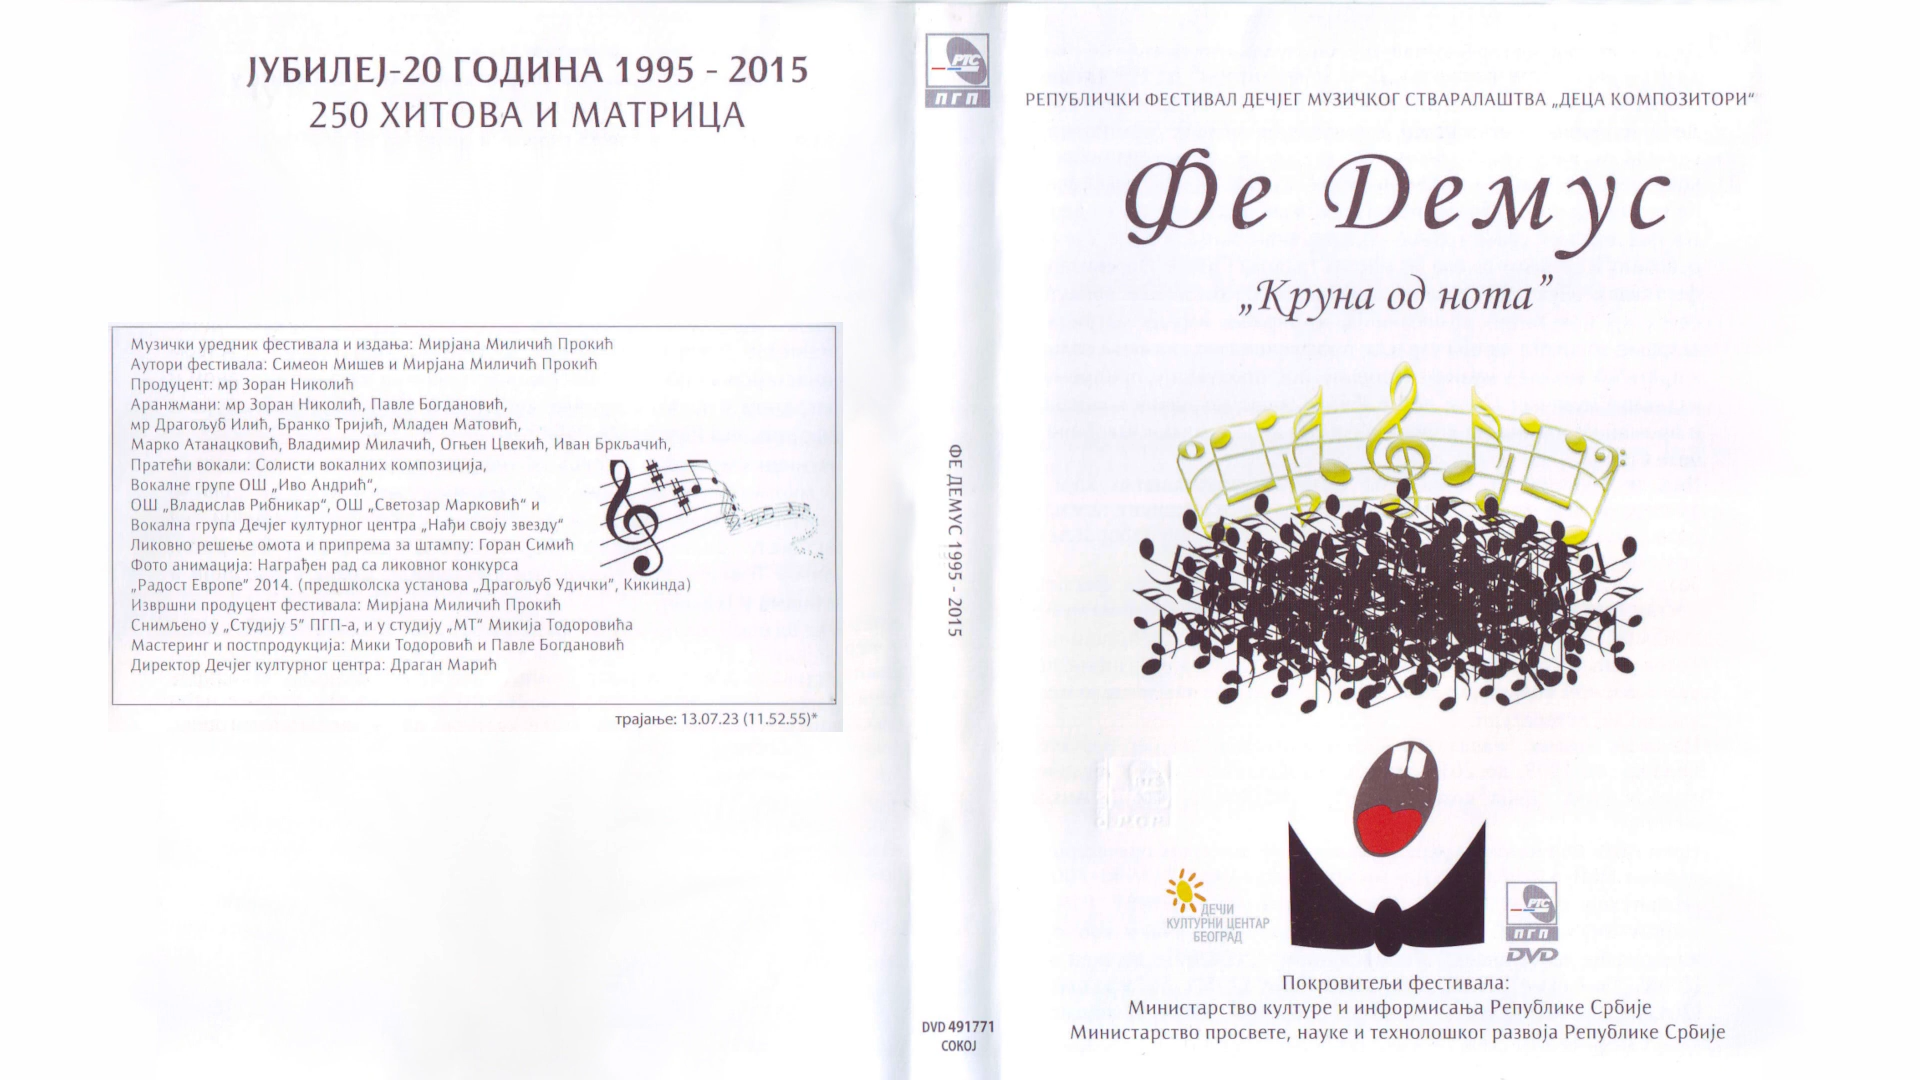 ЈУБИЛЕЈ-20 ГОДИНА 1995 - 2015
250 ХИТОВА И МАТРИЦА
Музички уредник фестивала и издања: Мирјана Миличић Прокић
Аутори фестивала: Симеон Мишев и Мирјана Миличић Прокић
Продуцент: мр Зоран Николић
Аранжмани: мр Зоран Николић, Павле Богдановић,
мр Драгољуб Илић, Бранко Тријић, Младен Матовић,
Марко Атанацковић, Владимир Милачић, Огњен Цвекић, Иван Бркљачић,
Пратећи вокали: Солисти вокалних композиција,
Вокалне групе ОШ „Иво Андрић“,
ОШ „Владислав Рибникар“, ОШ „Светозар Марковић“ и
Вокална група Дечјег културног центра „Нађи своју звезду“
Ликовно решење омота и припрема за штампу: Горан Симић
Фото анимација: Награђен рад са ликовног конкурса
„Радост Европе” 2014. (предшколска установа „Драгољуб Удички”, Кикинда)
Извршни продуцент фестивала: Мирјана Миличић Прокић
Снимљено у „Студију 5” ПГП-а, и у студију „МТ“ Микија Тодоровића
Мастеринг и постпродукција: Мики Тодоровић и Павле Богдановић
Директор Дечјег културног центра: Драган Марић
трајање: 13.07.23 (11.52.55)*
РТС
ПГП
ФЕ ДЕМУС 1995 - 2015
DVD 491771
СОКОЈ
РЕПУБЛИЧКИ ФЕСТИВАЛ ДЕЧЈЕГ МУЗИЧКОГ СТВАРАЛАШТВА „ДЕЦА КОМПОЗИТОРИ“
Фе Демус
„Круна од нота”
ДЕЧЈИ
КУЛТУРНИ ЦЕНТАР
БЕОГРАД
РТС
ПГП
DVD
Покровитељи фестивала:
Министарство културе и информисања Републике Србије
Министарство просвете, науке и технолошког развоја Републике Србије